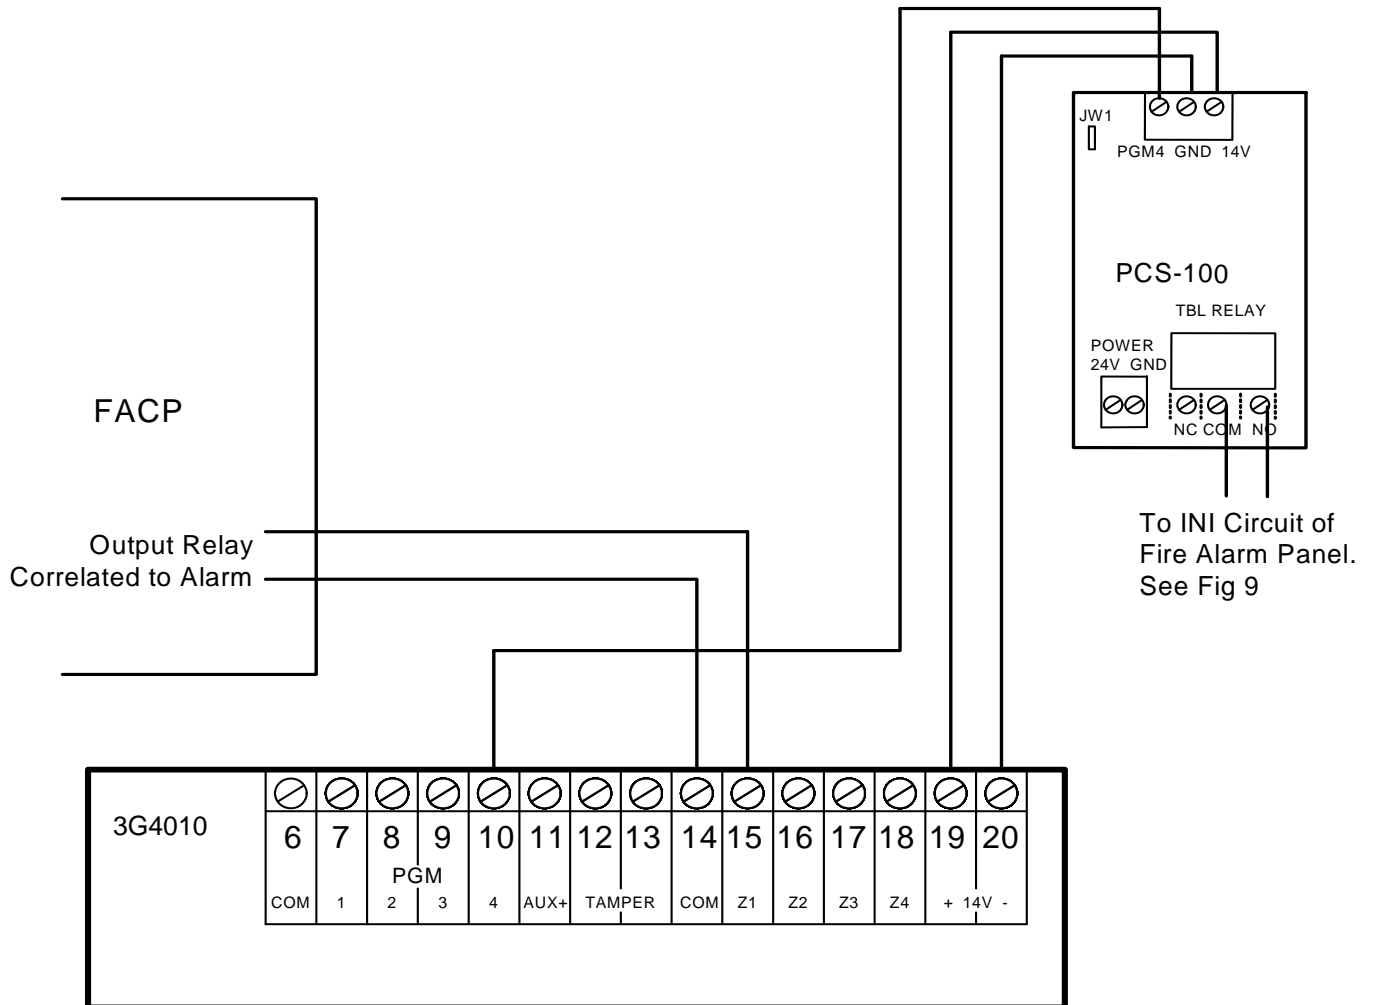 JW1
PGM4 GND 14V
PCS-100
TBL RELAY
POWER
24V GND
NC COM NO
To INI Circuit of
Fire Alarm Panel.
See Fig 9
FACP
Output Relay
Correlated to Alarm
3G4010
6 7 8 9 10 11 12 13 14 15 16 17 18 19 20
PGM
COM 1 2 3 4 AUX+ TAMPER COM Z1 Z2 Z3 Z4 + 14V -